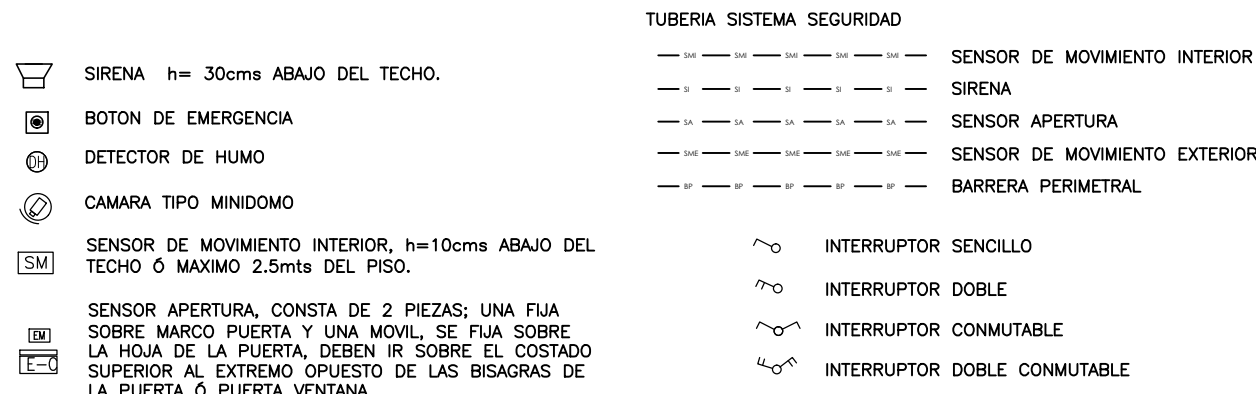 SIRENA h= 30cms ABAJO DEL TECHO.
BOTON DE EMERGENCIA
DH
DETECTOR DE HUMO
CAMARA TIPO MINIDOMO
SM
SENSOR DE MOVIMIENTO INTERIOR, h=10cms ABAJO DEL
TECHO Ó MAXIMO 2.5mts DEL PISO.
EM
E-C
SENSOR APERTURA, CONSTA DE 2 PIEZAS; UNA FIJA
SOBRE MARCO PUERTA Y UNA MOVIL, SE FIJA SOBRE
LA HOJA DE LA PUERTA, DEBEN IR SOBRE EL COSTADO
SUPERIOR AL EXTREMO OPUESTO DE LAS BISAGRAS DE
LA PUERTA Ó PUERTA VENTANA
TUBERIA SISTEMA SEGURIDAD
SMI SMI SMI SMI SMI SENSOR DE MOVIMIENTO INTERIOR
SI SI SI SI SI SIRENA
SA SA SA SA SA SENSOR APERTURA
SME SME SME SME SME SENSOR DE MOVIMIENTO EXTERIOR
BP BP BP BP BP BARRERA PERIMETRAL
INTERRUPTOR SENCILLO
INTERRUPTOR DOBLE
INTERRUPTOR CONMUTABLE
INTERRUPTOR DOBLE CONMUTABLE